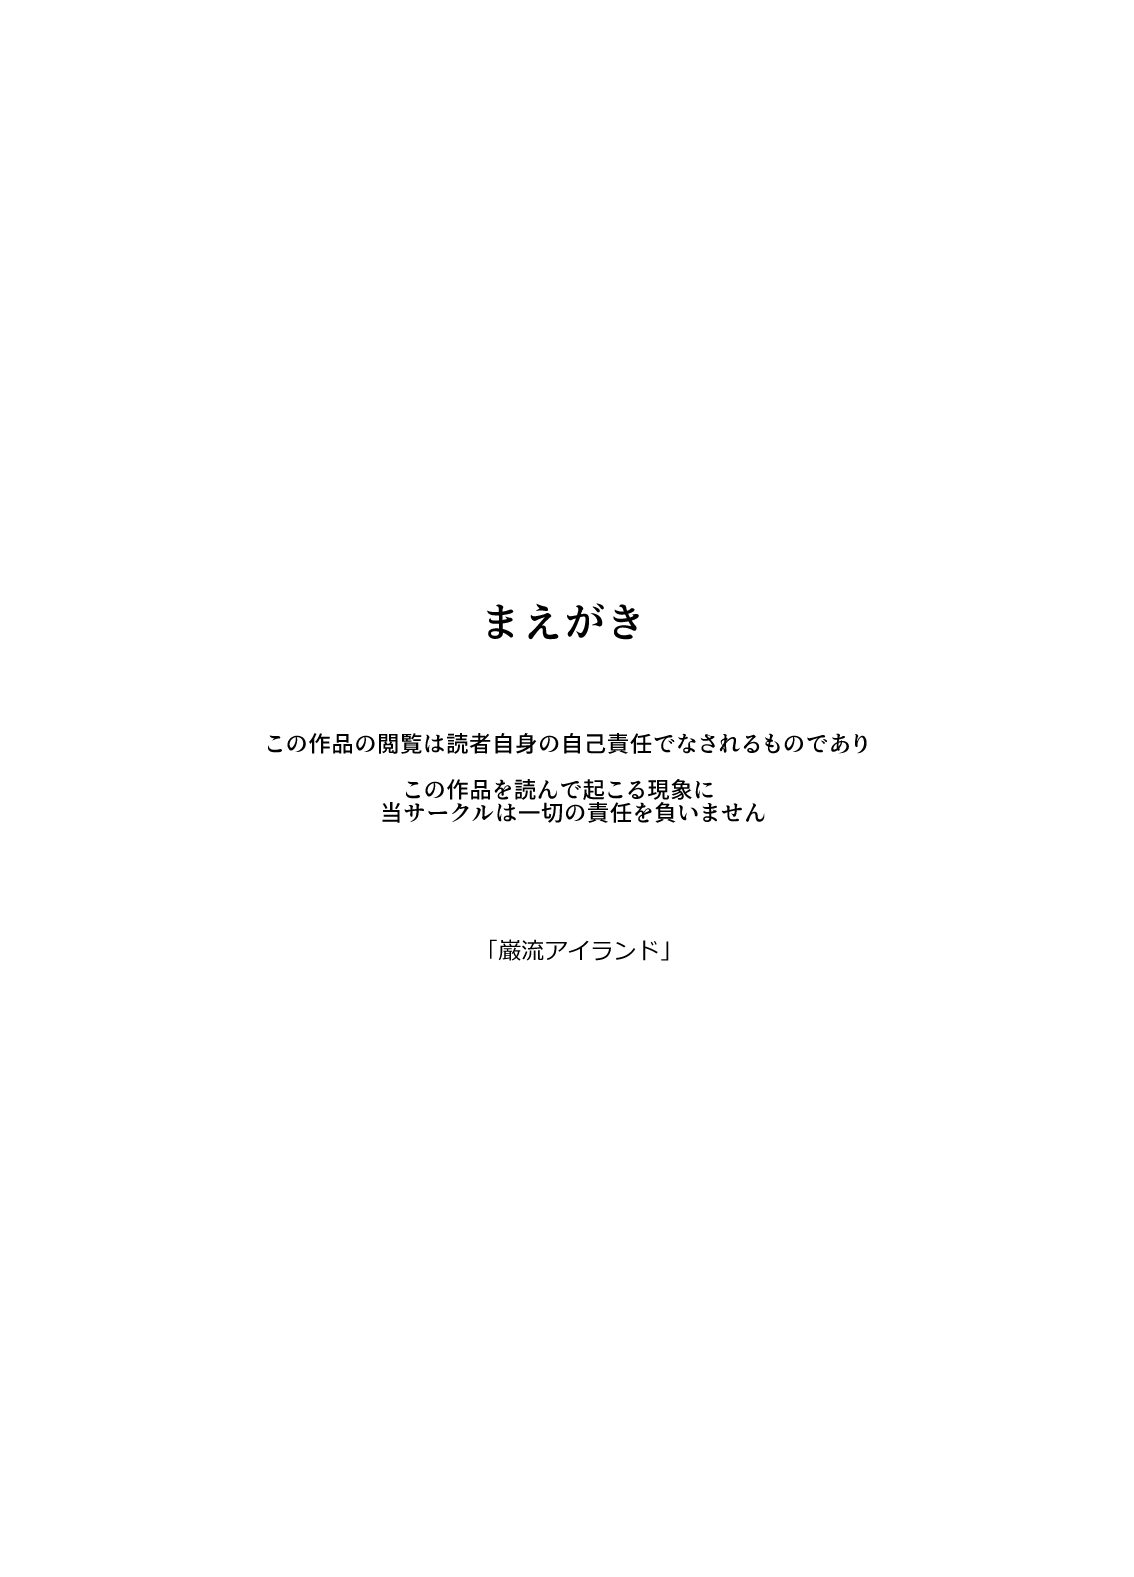 まえがき
この作品の閲覧は読者自身の自己責任でなされるものであり
この作品を読んで起こる現象に
当サークルは一切の責任を負いません
「巌流アイランド」